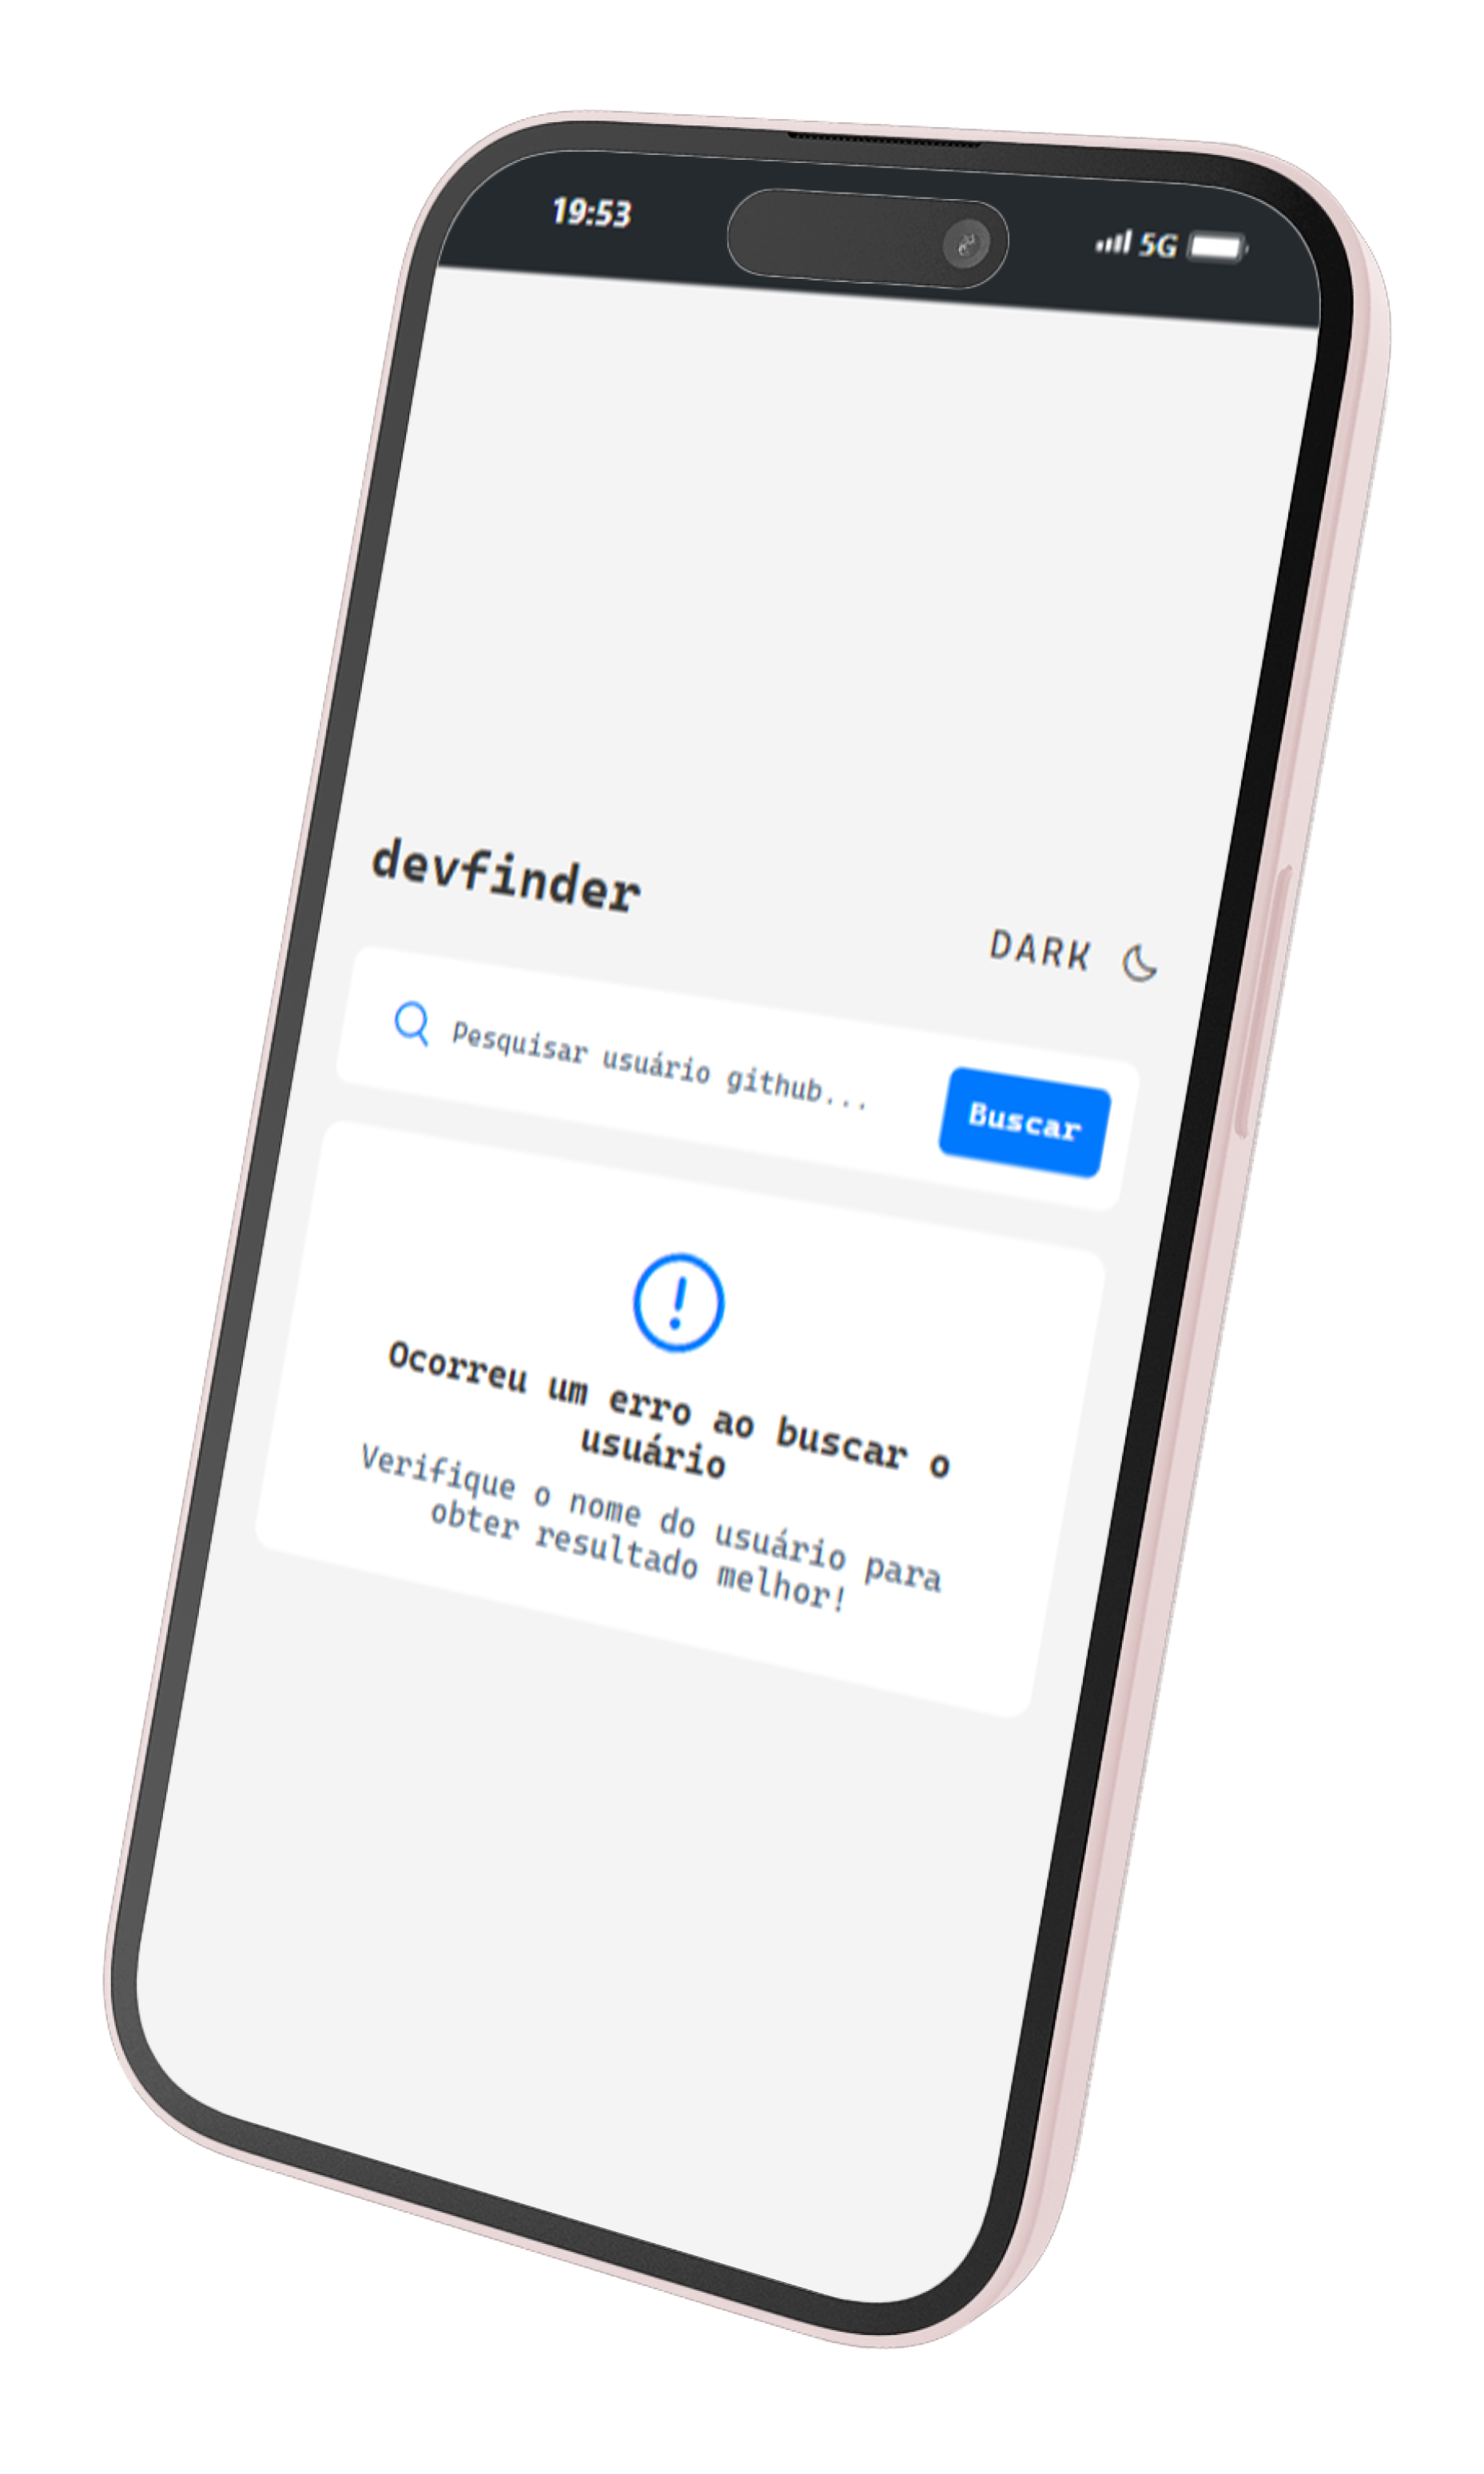 19:53
5G
devfinder
DARK
Pesquisar usuário github...
Buscar
Ocorreu um erro ao buscar o
usuário
Verifique o nome do usuário para
obter resultado melhor!